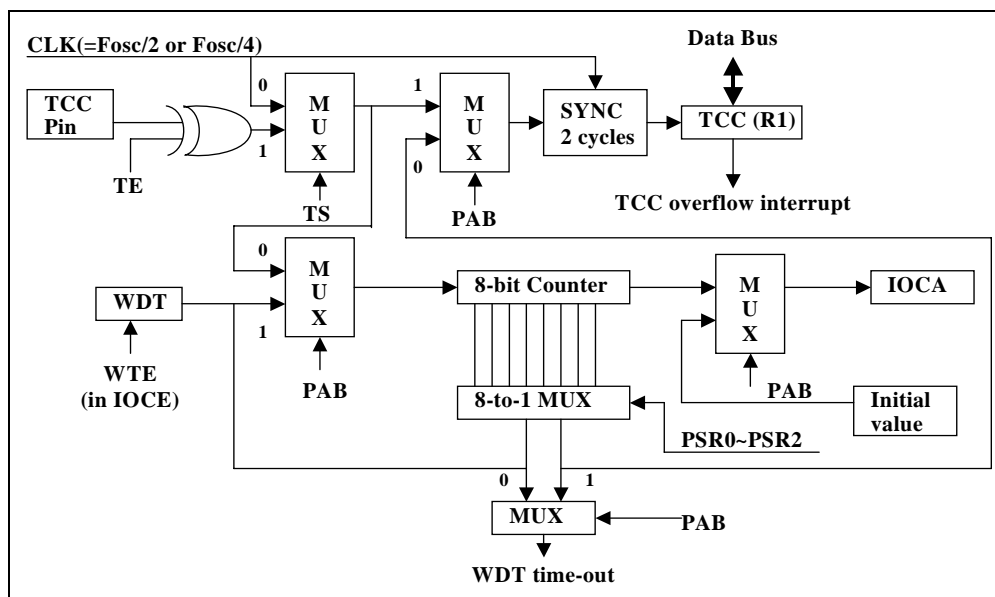 CLK(=Fosc/2 or Fosc/4)
Data Bus
TCC
Pin
0
1
M
U
X
1
0
M
U
X
SYNC
2 cycles
TCC (R1)
TE
TS
PAB
TCC overflow interrupt
0
1
M
U
X
WDT
8-bit Counter
M
U
X
IOCA
WTE
(in IOCE)
PAB
8-to-1 MUX
PAB
Initial
value
PSR0~PSR2
0
1
MUX
PAB
WDT time-out